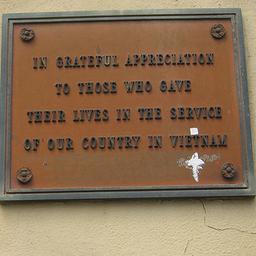 IN GRATEFUL APPRECIATION
TO THOSE WHO GAVE
THEIR LIVES IN THE SERVICE
OF OUR COUNTRY IN VIETNAM